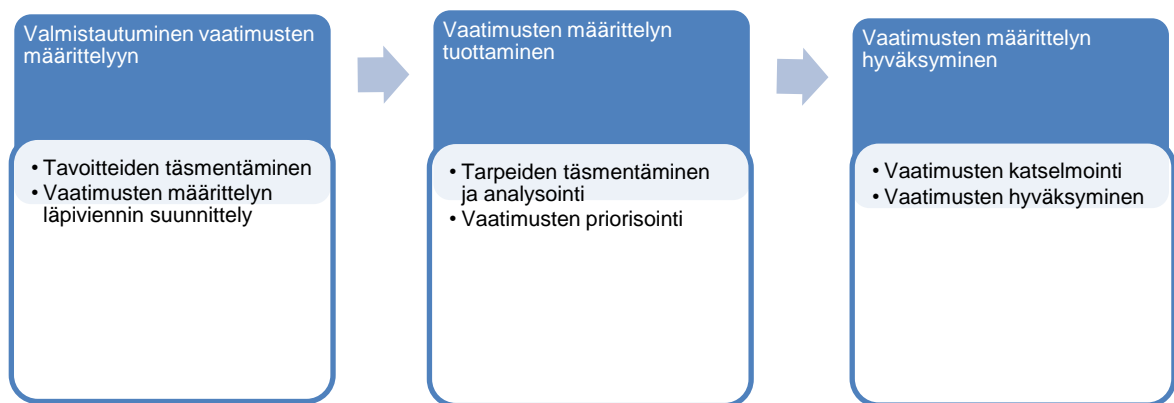 Valmistautuminen vaatimusten
määrittelyyn
• Tavoitteiden täsmentäminen
• Vaatimusten määrittelyn
läpiviennin suunnittely
Vaatimusten määrittelyn
tuottaminen
• Tarpeiden täsmentäminen
ja analysointi
• Vaatimusten priorisointi
Vaatimusten määrittelyn
hyväksyminen
• Vaatimusten katselmointi
• Vaatimusten hyväksyminen